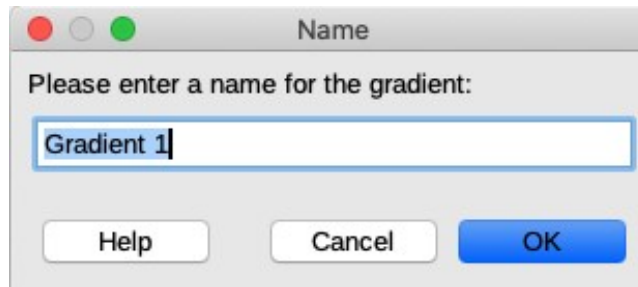 Name
Please enter a name for the gradient:
Gradient 1
Help Cancel OK